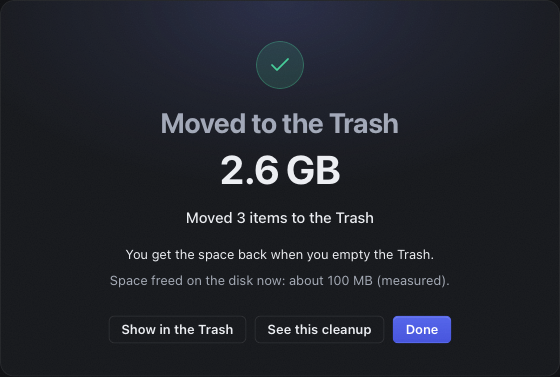 Moved to the Trash
2.6 GB
Moved 3 items to the Trash
You get the space back when you empty the Trash.
Space freed on the disk now: about 100 MB (measured).
Show in the Trash
See this cleanup
Done